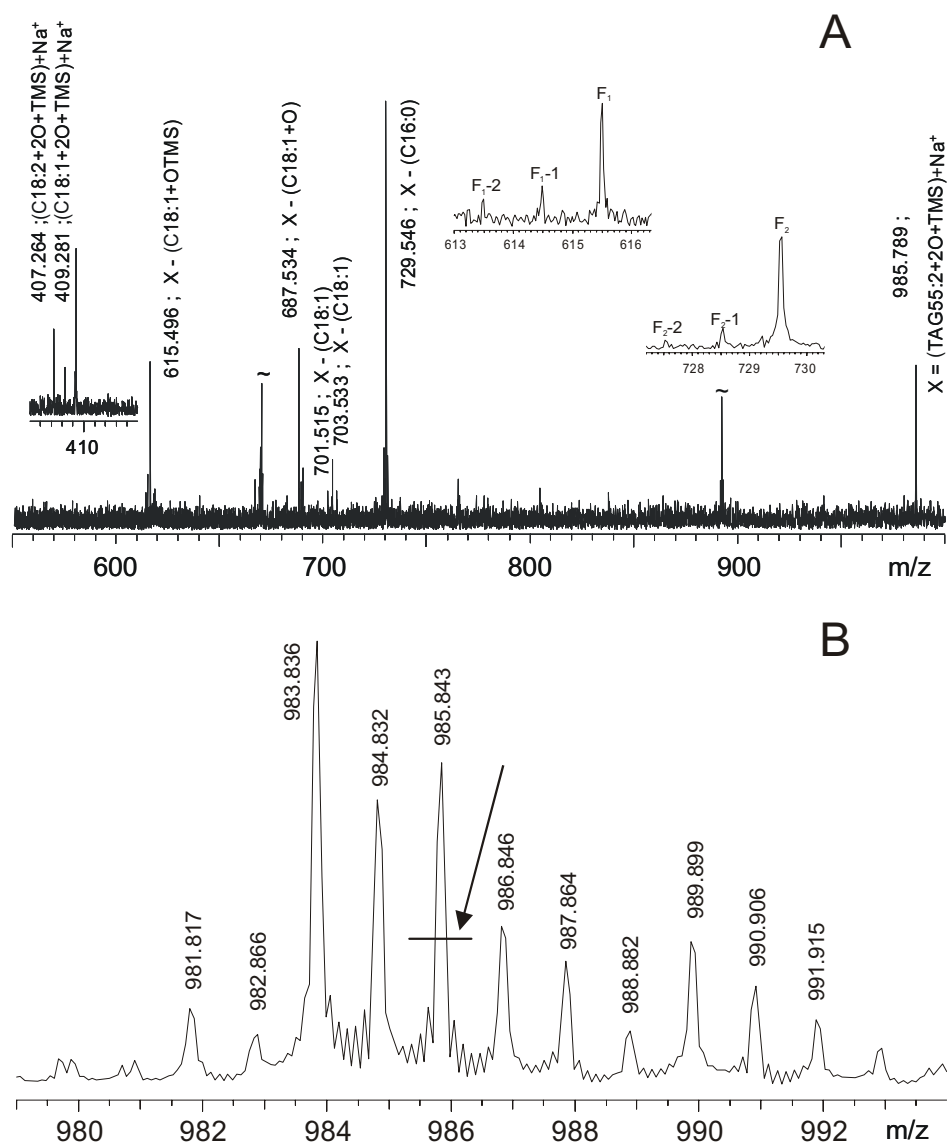 A
407.264 ;(C18:2+2O+TMS)+Na⁺
409.281 ;(C18:1+2O+TMS)+Na⁺
410
615.496 ; X - (C18:1+OTMS)
~
687.534 ; X - (C18:1+O)
701.515 ; X - (C18:1)
703.533 ; X - (C18:1)
729.546 ; X - (C16:0)
F₁-2
F₁-1
F₁
613 614 615 616
F₂-2
F₂-1
F₂
728 729 730
~
985.789 ;
X = (TAG55:2+2O+TMS)+Na⁺
600 700 800 900 m/z
B
981.817
982.866
983.836
984.832
985.843
986.846
987.864
988.882
989.899
990.906
991.915
980 982 984 986 988 990 992 m/z